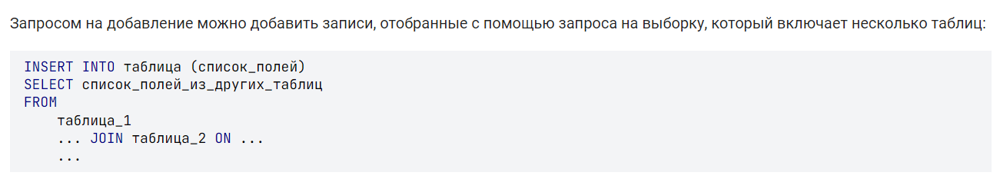 Запросом на добавление можно добавить записи, отобранные с помощью запроса на выборку, который включает несколько таблиц:
INSERT INTO таблица (список_полей)
SELECT список_полей_из_других_таблиц
FROM
    таблица_1
    ... JOIN таблица_2 ON ...
    ...